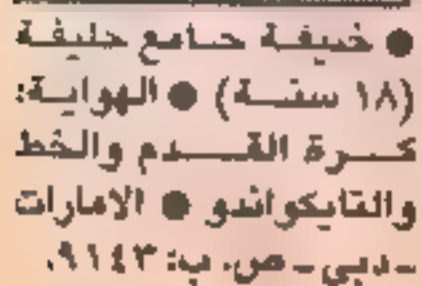 ● خليفة جامع خليفة
(١٨ سنة) ● الهواية:
كرة القدم والخط
والتايكواندو ● الامارات
ـ دبي ـ ص. ب: ٩١٤٣.